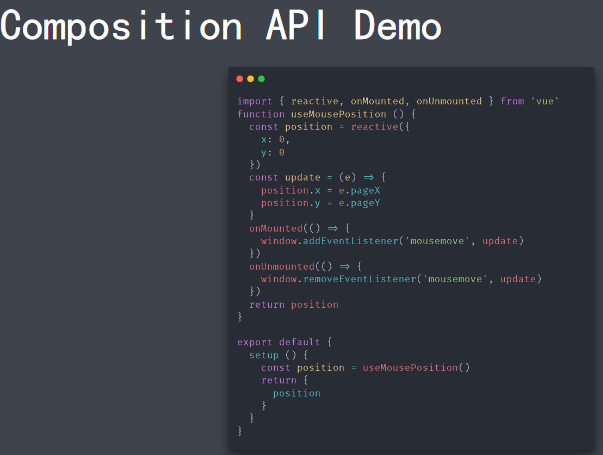 Composition API Demo
import { reactive, onMounted, onUnmounted } from 'vue'
function useMousePosition () {
  const position = reactive({
    x: 0,
    y: 0
  })
  const update = (e) => {
    position.x = e.pageX
    position.y = e.pageY
  }
  onMounted(() => {
    window.addEventListener('mousemove', update)
  })
  onUnmounted(() => {
    window.removeEventListener('mousemove', update)
  })
  return position
}

export default {
  setup () {
    const position = useMousePosition()
    return {
      position
    }
  }
}